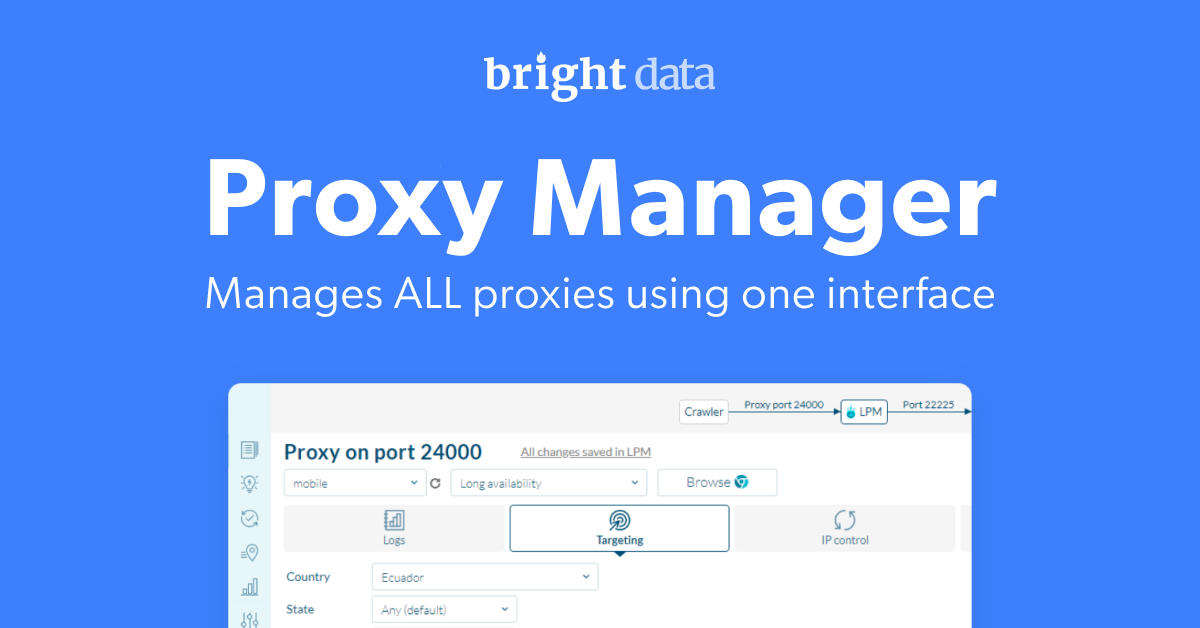 bright data
Proxy Manager
Manages ALL proxies using one interface
Crawler
Proxy port 24000
LPM
Port 22225
Proxy on port 24000
All changes saved in LPM
mobile
Long availability
Browse
Logs
Targeting
IP control
Country
Ecuador
State
Any (default)